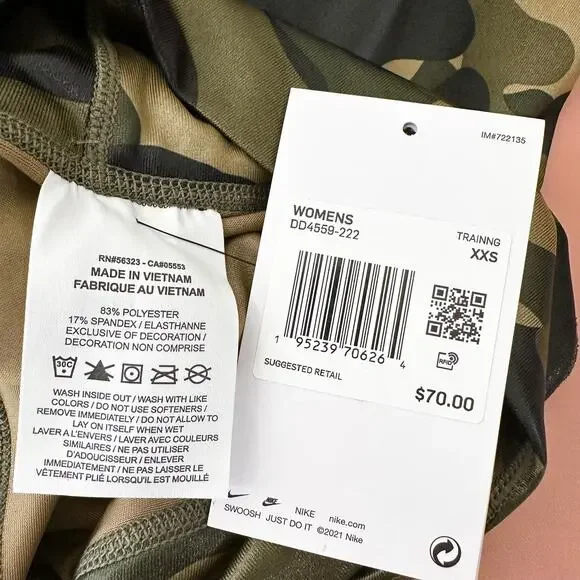 RN#56323 - CA#05553
MADE IN VIETNAM
FABRIQUE AU VIETNAM
83% POLYESTER
17% SPANDEX / ELASTHANNE
EXCLUSIVE OF DECORATION /
DECORATION NON COMPRISE
30C
WASH INSIDE OUT / WASH WITH LIKE
COLORS / DO NOT USE SOFTENERS /
REMOVE IMMEDIATELY / DO NOT ALLOW TO
LAY ON ITSELF WHEN WET
LAVER A L'ENVERS / LAVER AVEC COULEURS
SIMILAIRES / NE PAS UTILISER
D'ADOUCISSEUR / ENLEVER
IMMEDIATEMENT / NE PAS LAISSER LE
VÊTEMENT PLIÉ LORSQU'IL EST MOUILLÉ
IM#722135
WOMENS
DD4559-222
TRAINNG
XXS
1 95239 70626 4
RFID
SUGGESTED RETAIL
$70.00
NIKE NIKE nike.com
SWOOSH JUST DO IT ©2021 Nike